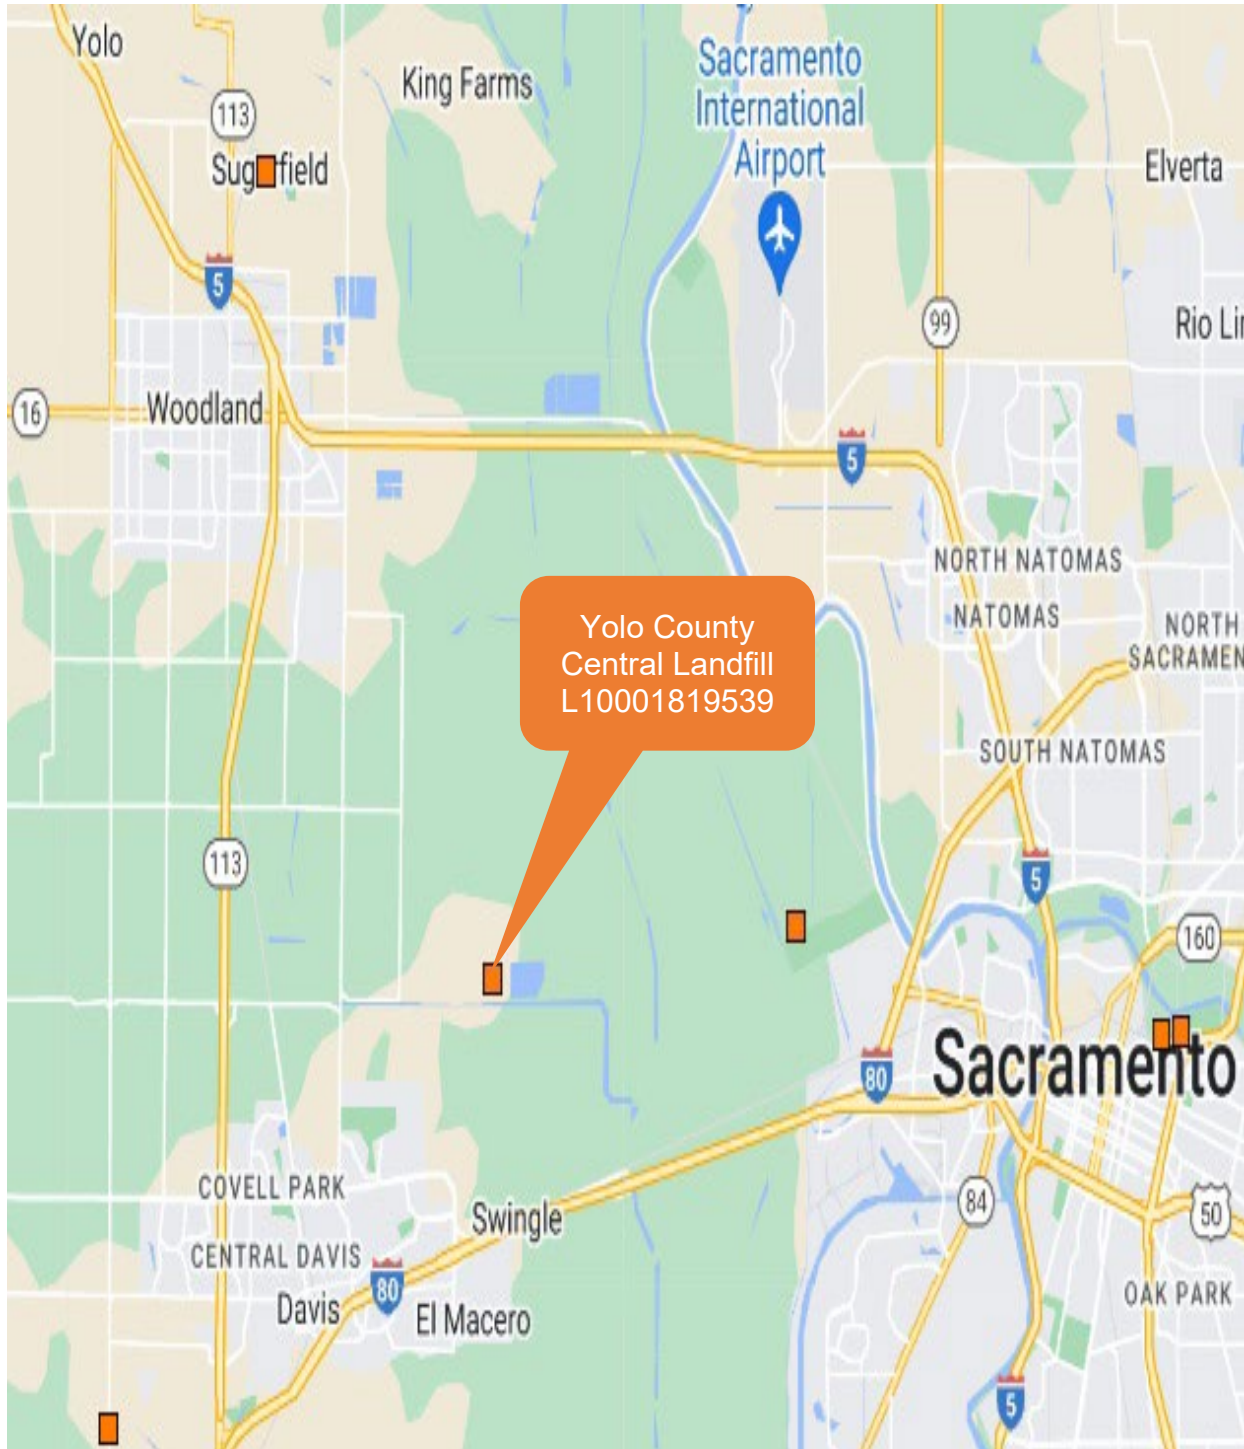 Yolo
King Farms
Sacramento
International
Airport
113
Sug rfield
Elverta
5
99
Rio Lin
16
Woodland
5
NORTH NATOMAS
NATOMAS
NORTH
SACRAMEN
Yolo County
Central Landfill
L10001819539
SOUTH NATOMAS
113
5
160
80
Sacramento
COVELL PARK
84
Swingle
50
CENTRAL DAVIS
80
Davis
El Macero
OAK PARK
5